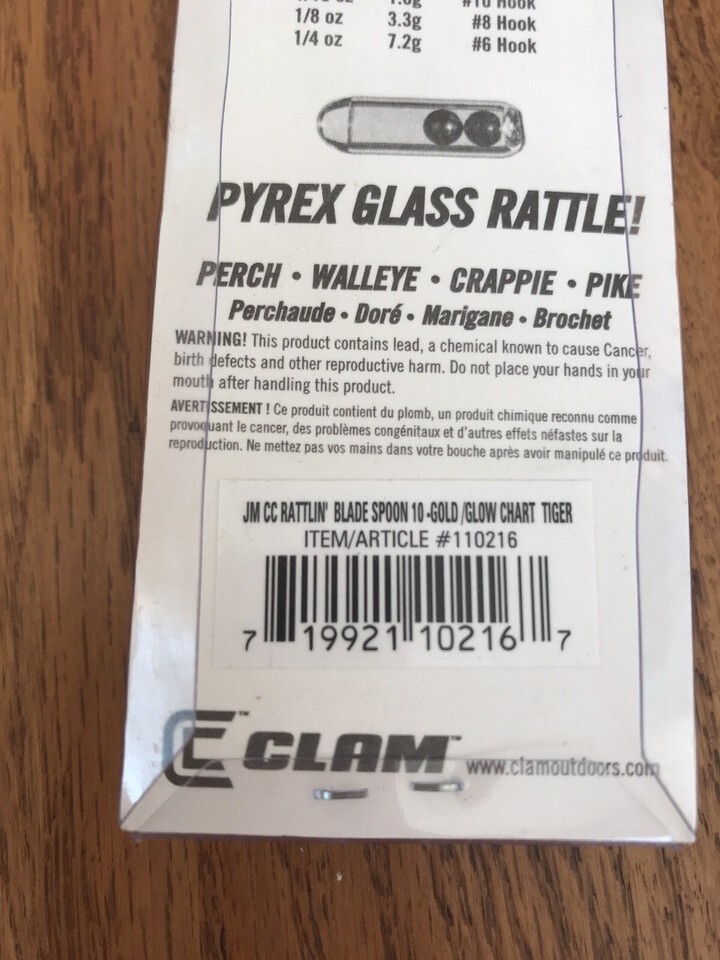 #10 Hook
1/8 oz 3.3g #8 Hook
1/4 oz 7.2g #6 Hook
PYREX GLASS RATTLE!
PERCH • WALLEYE • CRAPPIE • PIKE
Perchaude • Doré • Marigane • Brochet
WARNING! This product contains lead, a chemical known to cause Cancer,
birth defects and other reproductive harm. Do not place your hands in your
mouth after handling this product.
AVERTISSEMENT ! Ce produit contient du plomb, un produit chimique reconnu comme
provoquant le cancer, des problèmes congénitaux et d'autres effets néfastes sur la
reproduction. Ne mettez pas vos mains dans votre bouche après avoir manipulé ce produit.
JM CC RATTLIN' BLADE SPOON 10 -GOLD /GLOW CHART TIGER
ITEM/ARTICLE #110216
7 19921 10216 7
CLAM™ www.clamoutdoors.com